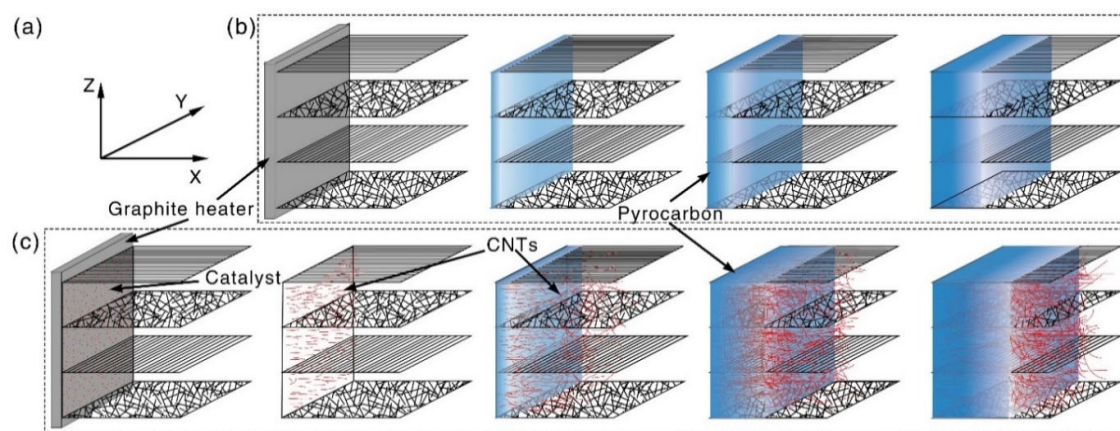 (a)
(b)
Z
Y
X
Graphite heater
Pyrocarbon
(c)
CNTs
Catalyst